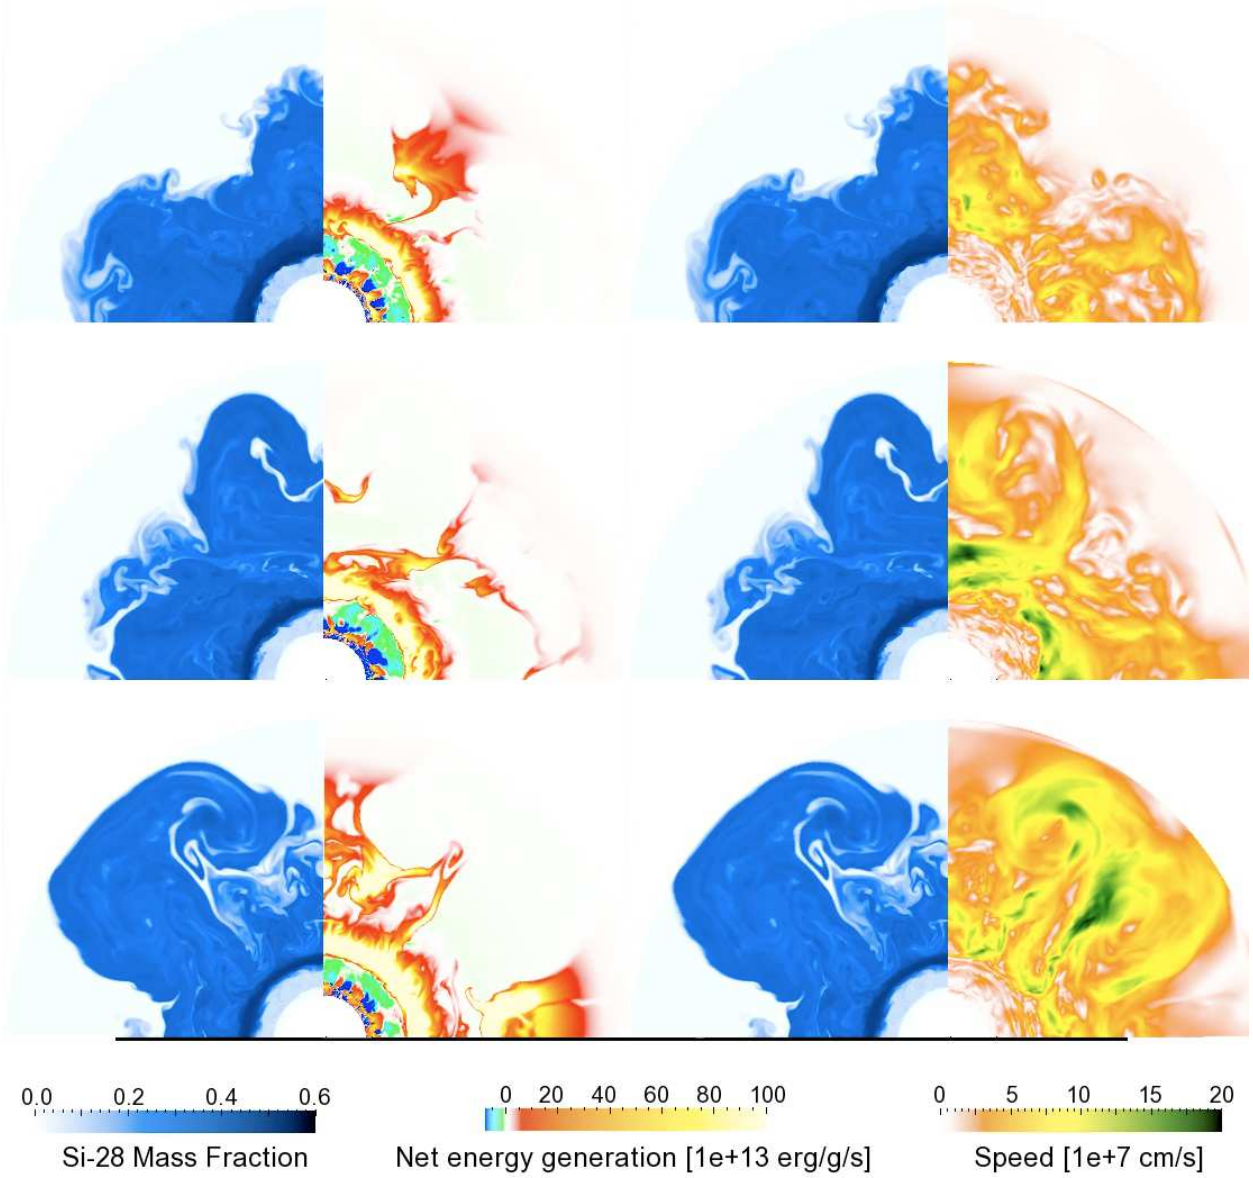 0.0 0.2 0.4 0.6
Si-28 Mass Fraction
0 20 40 60 80 100
Net energy generation [1e+13 erg/g/s]
0 5 10 15 20
Speed [1e+7 cm/s]